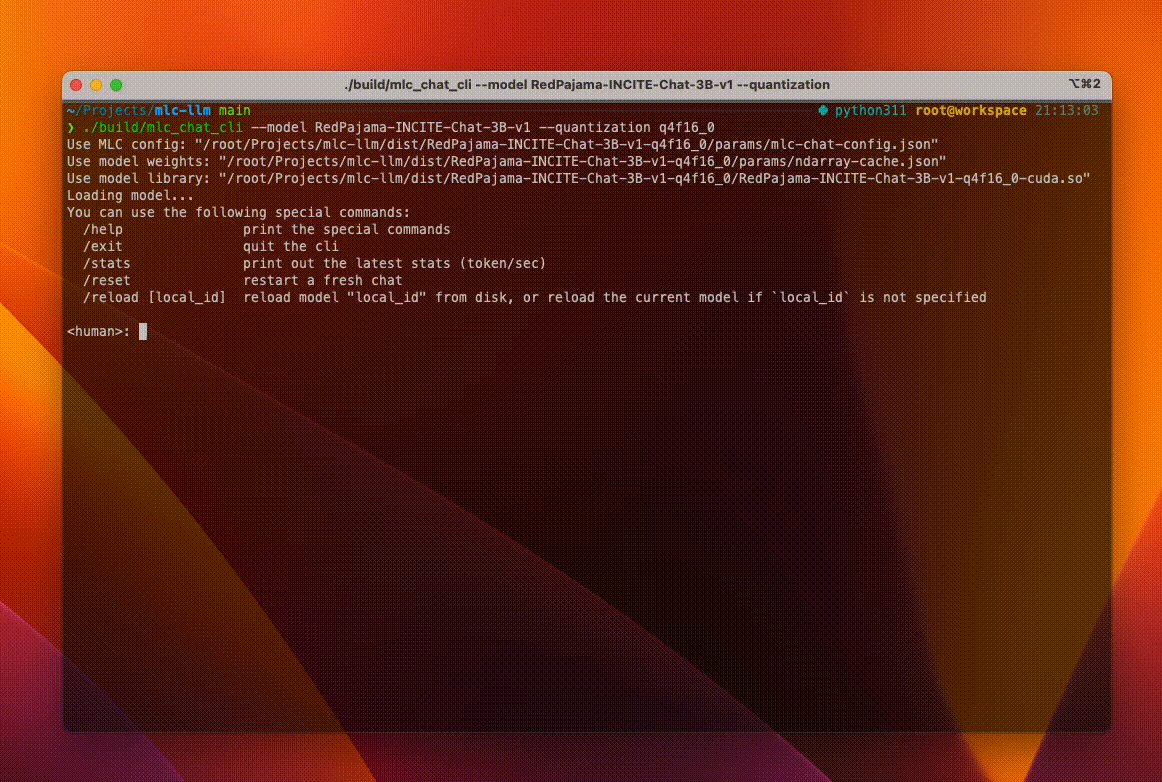 ./build/mlc_chat_cli --model RedPajama-INCITE-Chat-3B-v1 --quantization ⌥⌘2
~/Projects/mlc-llm main python311 root@workspace 21:13:03
❯ ./build/mlc_chat_cli --model RedPajama-INCITE-Chat-3B-v1 --quantization q4f16_0
Use MLC config: "/root/Projects/mlc-llm/dist/RedPajama-INCITE-Chat-3B-v1-q4f16_0/params/mlc-chat-config.json"
Use model weights: "/root/Projects/mlc-llm/dist/RedPajama-INCITE-Chat-3B-v1-q4f16_0/params/ndarray-cache.json"
Use model library: "/root/Projects/mlc-llm/dist/RedPajama-INCITE-Chat-3B-v1-q4f16_0/RedPajama-INCITE-Chat-3B-v1-q4f16_0-cuda.so"
Loading model...
You can use the following special commands:
  /help               print the special commands
  /exit               quit the cli
  /stats              print out the latest stats (token/sec)
  /reset              restart a fresh chat
  /reload [local_id]  reload model "local_id" from disk, or reload the current model if `local_id` is not specified
<human>: